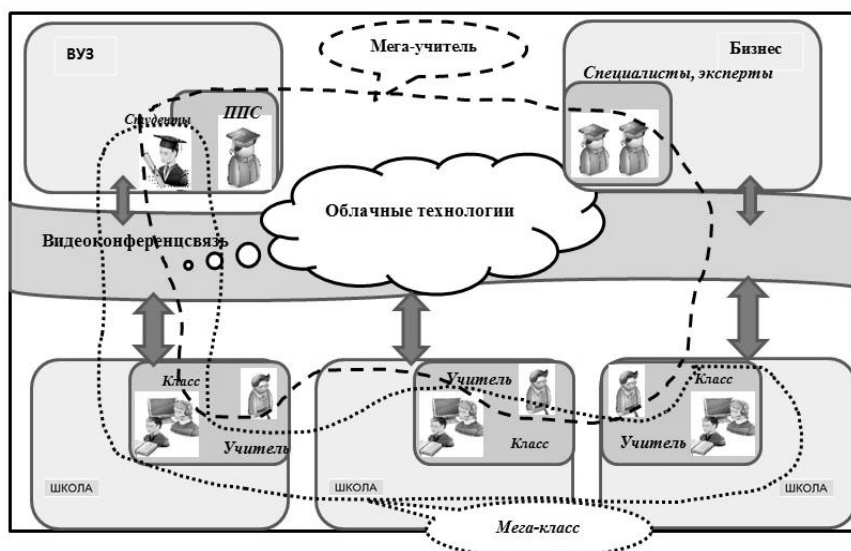 ВУЗ
Мега-учитель
Бизнес
Специалисты, эксперты
Студенты
ППС
Облачные технологии
Видеоконференцсвязь
Класс
Учитель
ШКОЛА
Учитель
Класс
ШКОЛА
Класс
Учитель
ШКОЛА
Мега-класс